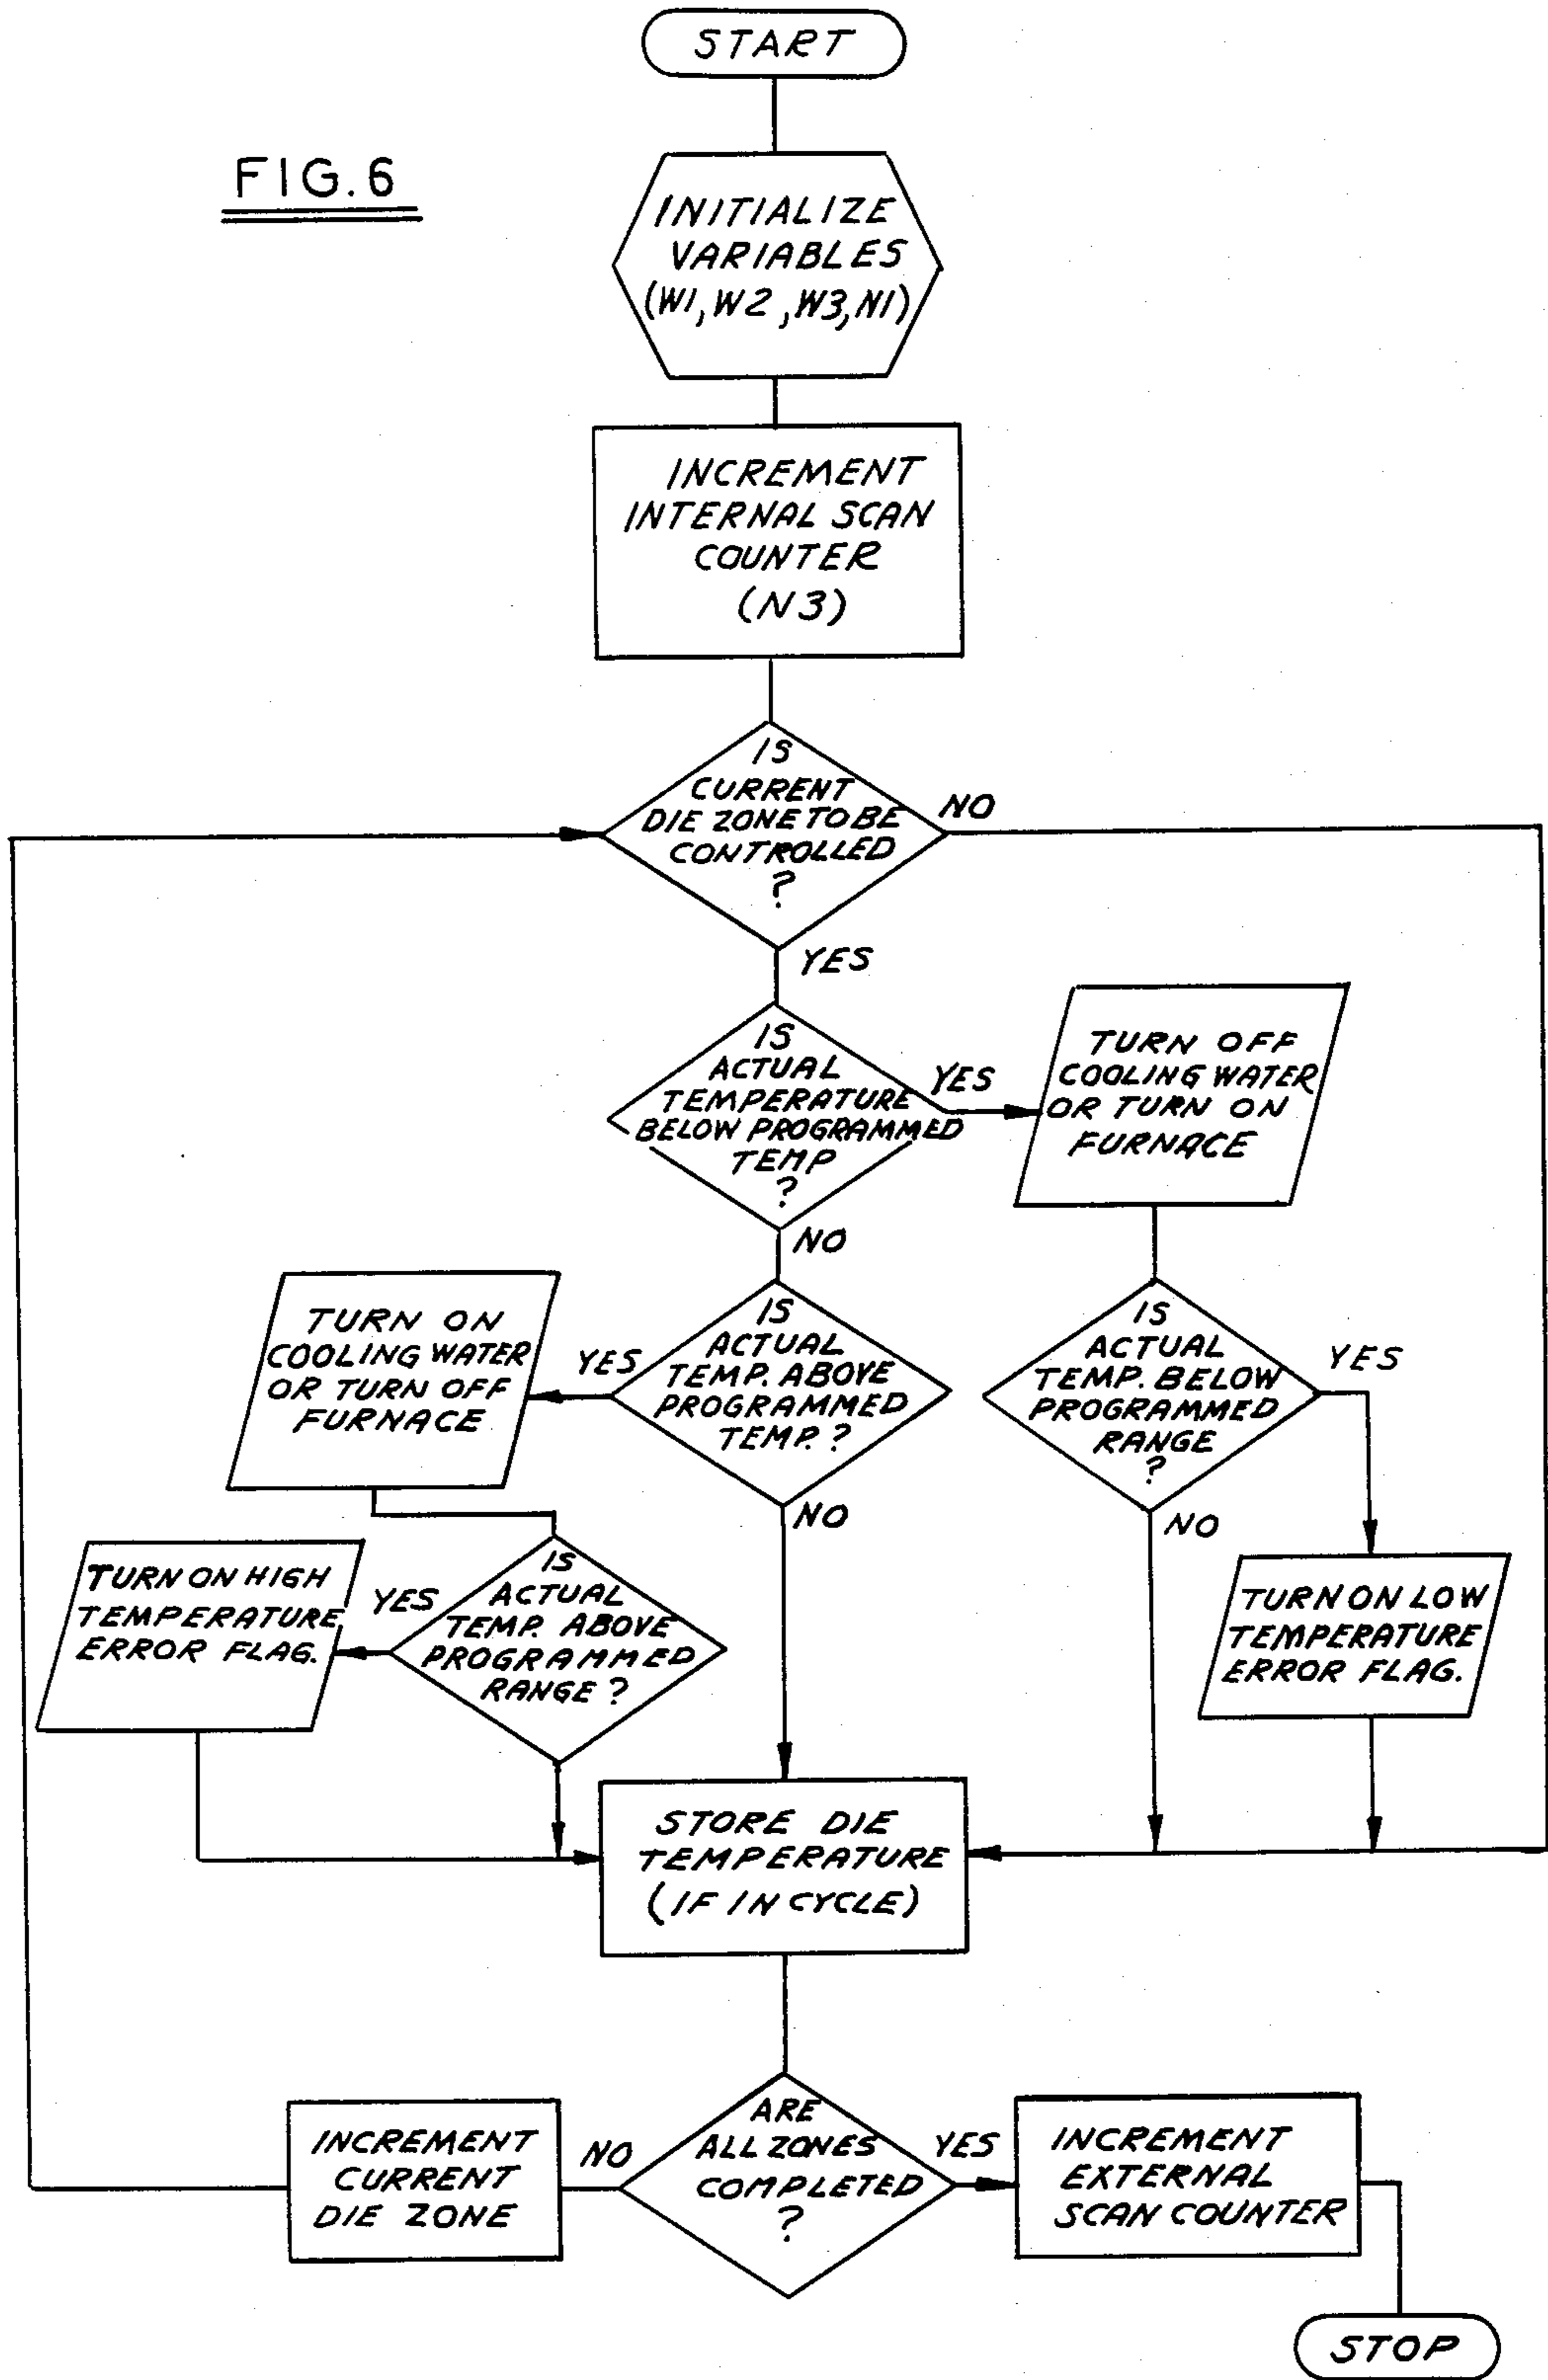 START
FIG. 6
INITIALIZE
VARIABLES
(W1, W2, W3, N1)
INCREMENT
INTERNAL SCAN
COUNTER
(N3)
IS
CURRENT
DIE ZONE TO BE
CONTROLLED
?
NO
YES
IS
ACTUAL
TEMPERATURE
BELOW PROGRAMMED
TEMP
?
YES
TURN OFF
COOLING WATER
OR TURN ON
FURNACE
NO
TURN ON
COOLING WATER
OR TURN OFF
FURNACE
YES
IS
ACTUAL
TEMP. ABOVE
PROGRAMMED
TEMP. ?
IS
ACTUAL
TEMP. BELOW
PROGRAMMED
RANGE
?
YES
NO
NO
TURN ON HIGH
TEMPERATURE
ERROR FLAG.
YES
IS
ACTUAL
TEMP. ABOVE
PROGRAMMED
RANGE ?
TURN ON LOW
TEMPERATURE
ERROR FLAG.
STORE DIE
TEMPERATURE
(IF IN CYCLE)
INCREMENT
CURRENT
DIE ZONE
NO
ARE
ALL ZONES
COMPLETED
?
YES
INCREMENT
EXTERNAL
SCAN COUNTER
STOP